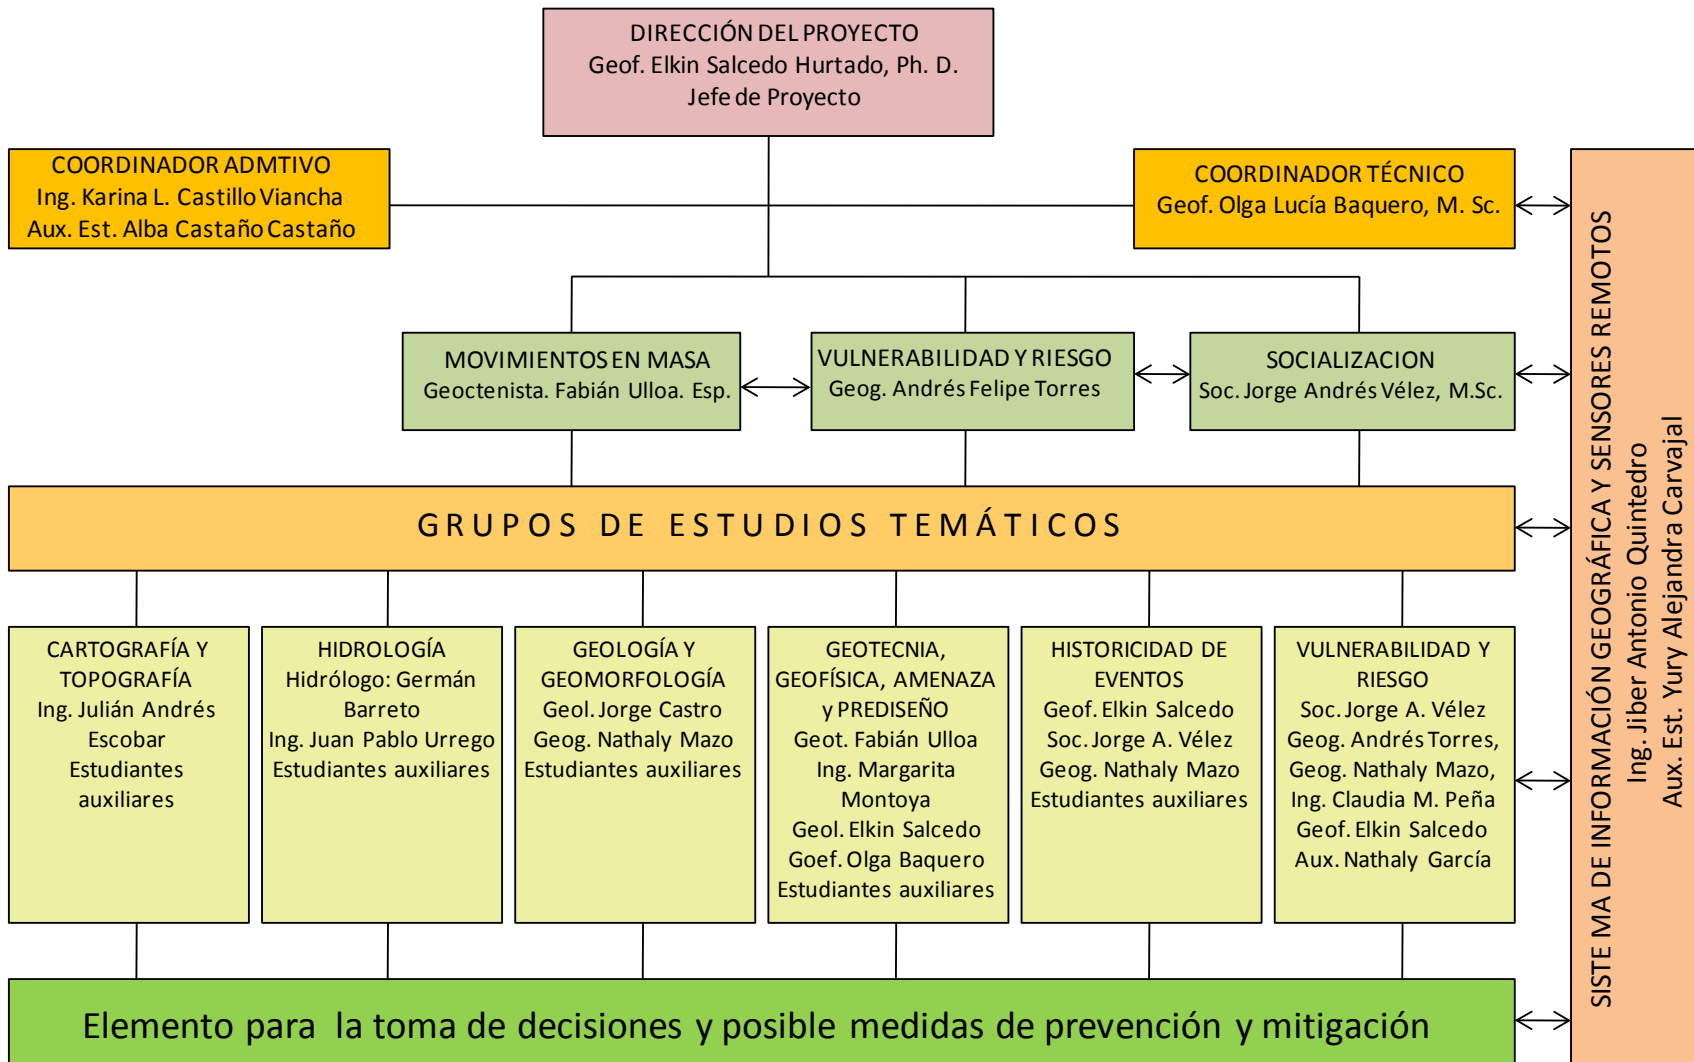 DIRECCIÓN DEL PROYECTO
Geof. Elkin Salcedo Hurtado, Ph. D.
Jefe de Proyecto
COORDINADOR ADMTIVO
Ing. Karina L. Castillo Viancha
Aux. Est. Alba Castaño Castaño
COORDINADOR TÉCNICO
Geof. Olga Lucía Baquero, M. Sc.
MOVIMIENTOS EN MASA
Geoctenista. Fabián Ulloa. Esp.
VULNERABILIDAD Y RIESGO
Geog. Andrés Felipe Torres
SOCIALIZACION
Soc. Jorge Andrés Vélez, M.Sc.
GRUPOS DE ESTUDIOS TEMÁTICOS
CARTOGRAFÍA Y
TOPOGRAFÍA
Ing. Julián Andrés
Escobar
Estudiantes
auxiliares
HIDROLOGÍA
Hidrólogo: Germán
Barreto
Ing. Juan Pablo Urrego
Estudiantes auxiliares
GEOLOGÍA Y
GEOMORFOLOGÍA
Geol. Jorge Castro
Geog. Nathaly Mazo
Estudiantes auxiliares
GEOTECNIA,
GEOFÍSICA, AMENAZA
y PREDISEÑO
Geot. Fabián Ulloa
Ing. Margarita
Montoya
Geol. Elkin Salcedo
Goef. Olga Baquero
Estudiantes auxiliares
HISTORICIDAD DE
EVENTOS
Geof. Elkin Salcedo
Soc. Jorge A. Vélez
Geog. Nathaly Mazo
Estudiantes auxiliares
VULNERABILIDAD Y
RIESGO
Soc. Jorge A. Vélez
Geog. Andrés Torres,
Geog. Nathaly Mazo,
Ing. Claudia M. Peña
Geof. Elkin Salcedo
Aux. Nathaly García
Elemento para la toma de decisiones y posible medidas de prevención y mitigación
SISTE MA DE INFORMACIÓN GEOGRÁFICA Y SENSORES REMOTOS
Ing. Jiber Antonio Quintedro
Aux. Est. Yury Alejandra Carvajal